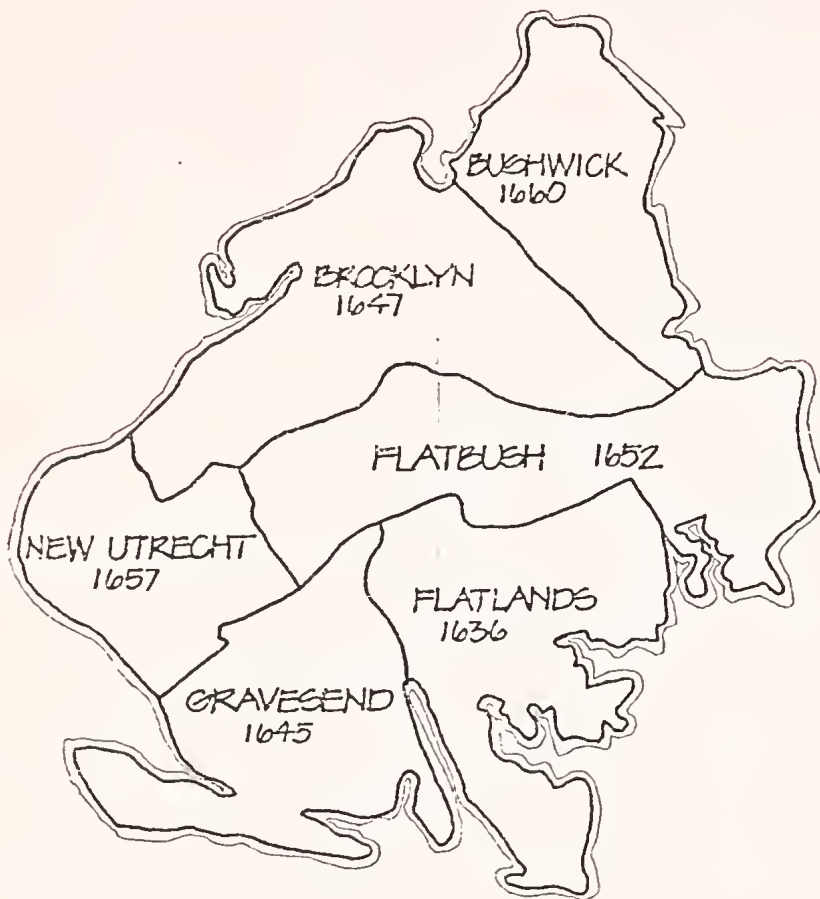 BUSHWICK
1660
BROOKLYN
1647
FLATBUSH 1652
NEW UTRECHT
1657
FLATLANDS
1636
GRAVESEND
1645